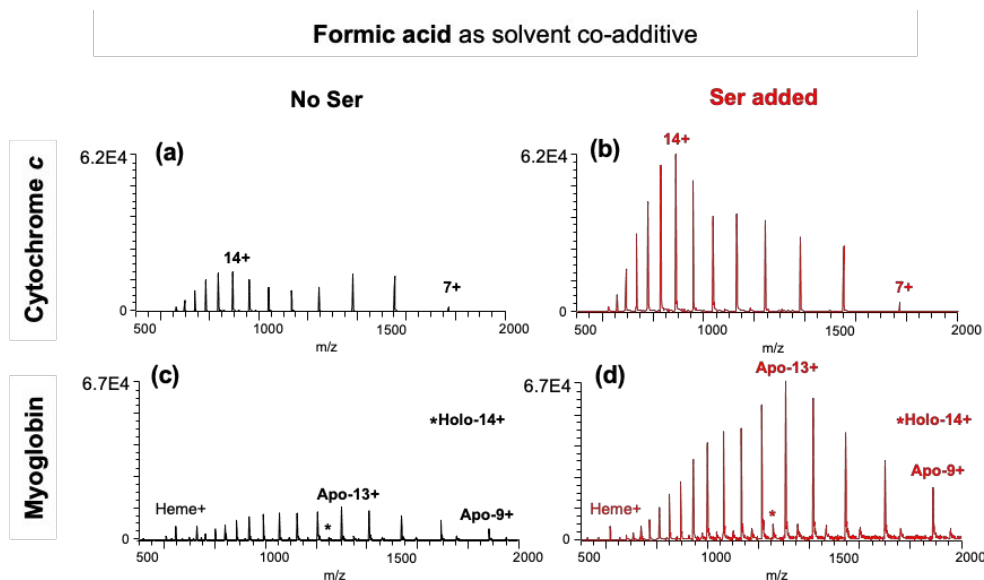 Formic acid as solvent co-additive
No Ser
Ser added
Cytochrome c
(a)
6.2E4
14+
7+
0
500
1000
1500
2000
m/z
(b)
6.2E4
14+
7+
0
500
1000
1500
2000
m/z
Myoglobin
(c)
6.7E4
*Holo-14+
Apo-13+
Heme+
*
Apo-9+
0
500
1000
1500
2000
m/z
(d)
Apo-13+
6.7E4
*Holo-14+
Apo-9+
Heme+
*
0
500
1000
1500
2000
m/z